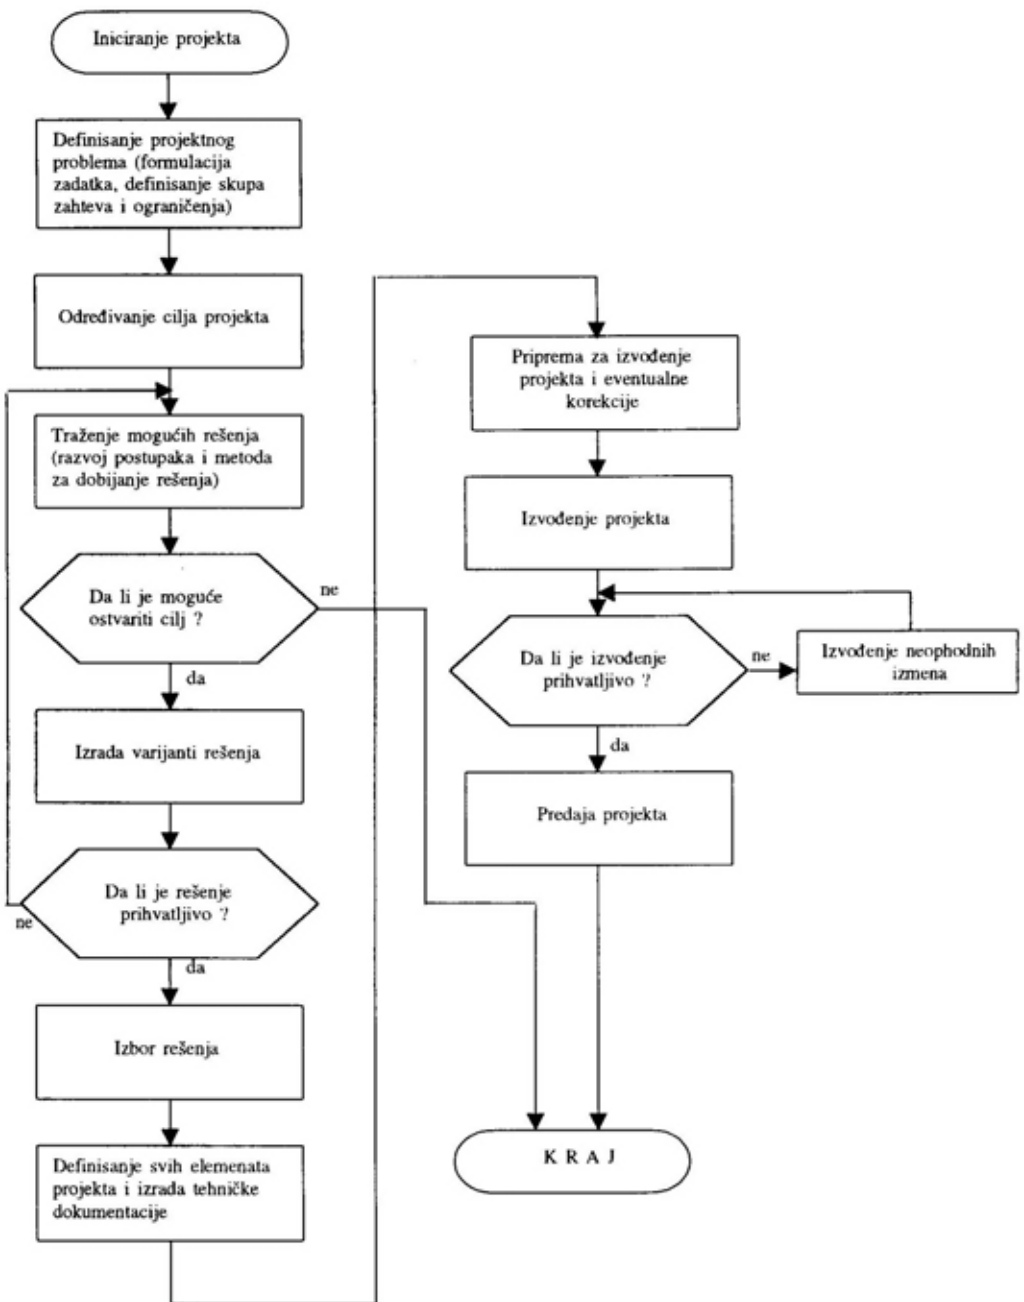 Iniciranje projekta
Definisanje projektnog
problema (formulacija
zadatka, definisanje skupa
zahteva i ograničenja)
Određivanje cilja projekta
Traženje mogućih rešenja
(razvoj postupaka i metoda
za dobijanje rešenja)
Da li je moguće
ostvariti cilj ?
ne
da
Izrada varijanti rešenja
Da li je rešenje
prihvatljivo ?
ne
da
Izbor rešenja
Definisanje svih elemenata
projekta i izrada tehničke
dokumentacije
Priprema za izvođenje
projekta i eventualne
korekcije
Izvođenje projekta
Da li je izvođenje
prihvatljivo ?
ne
Izvođenje neophodnih
izmena
da
Predaja projekta
K R A J